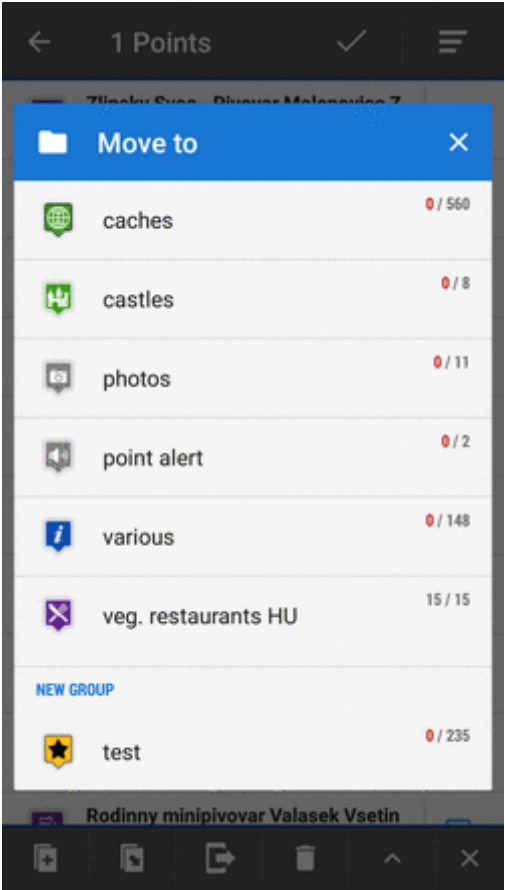 1 Points
Zlinsky Svec - Pivovar Malenovice Z
Move to
caches 0 / 560
castles 0 / 8
photos 0 / 11
point alert 0 / 2
various 0 / 148
veg. restaurants HU 15 / 15
NEW GROUP
test 0 / 235
Rodinny minipivovar Valasek Vsetin